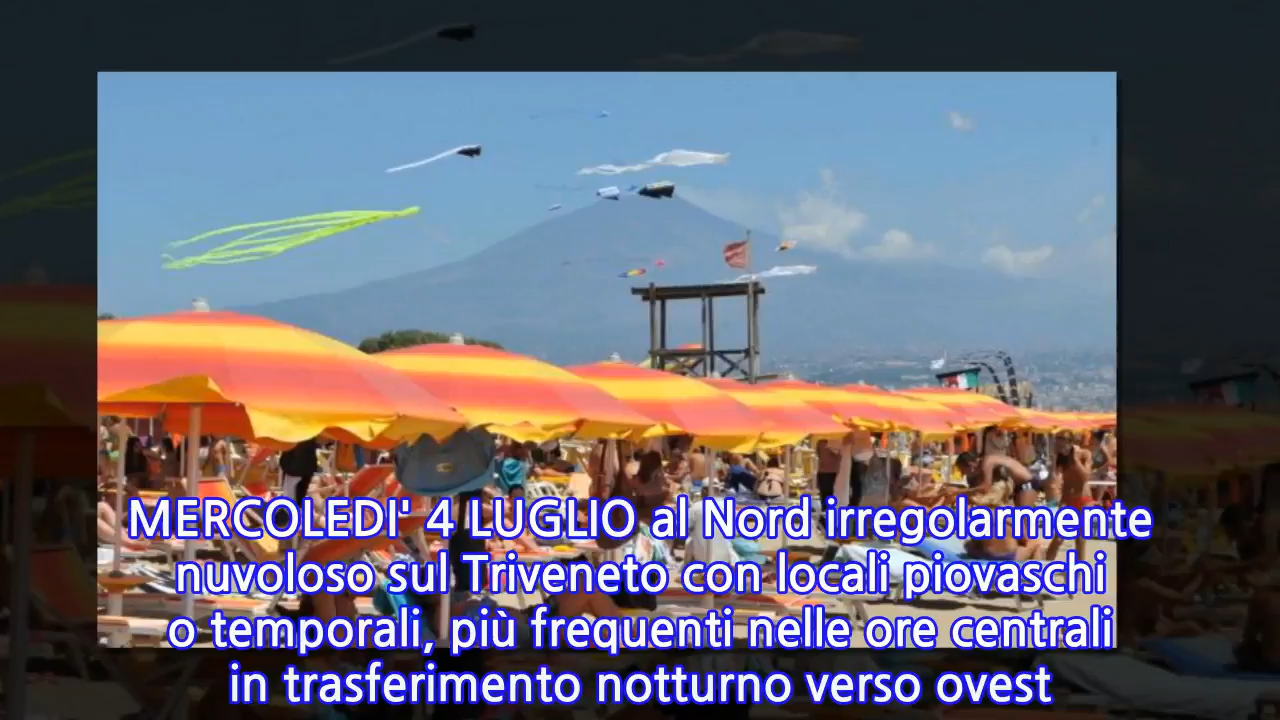 MERCOLEDI' 4 LUGLIO al Nord irregolarmente
nuvoloso sul Triveneto con locali piovaschi
o temporali, più frequenti nelle ore centrali
in trasferimento notturno verso ovest